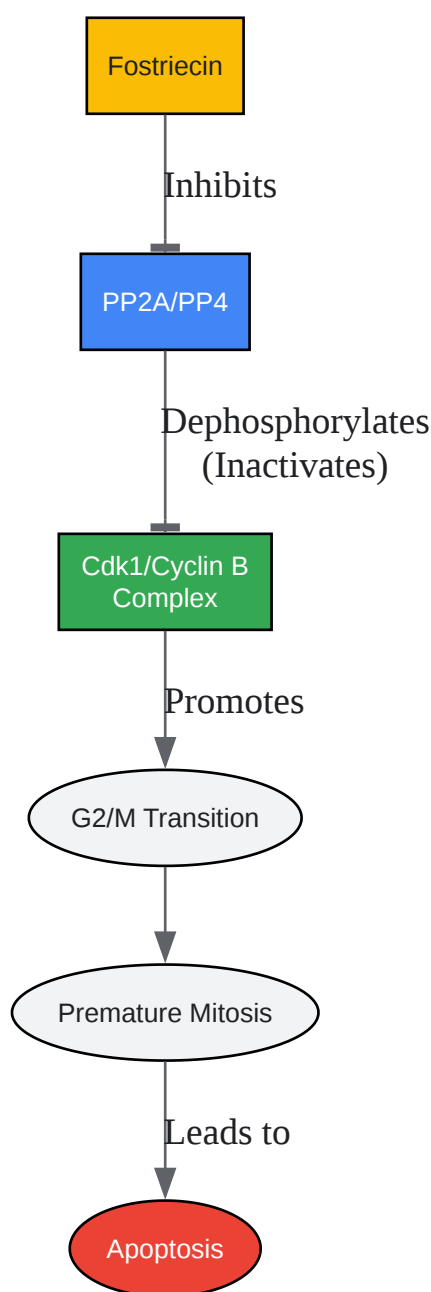 Fostriecin
Inhibits
PP2A/PP4
Dephosphorylates
(Inactivates)
Cdk1/Cyclin B
Complex
Promotes
G2/M Transition
Premature Mitosis
Leads to
Apoptosis